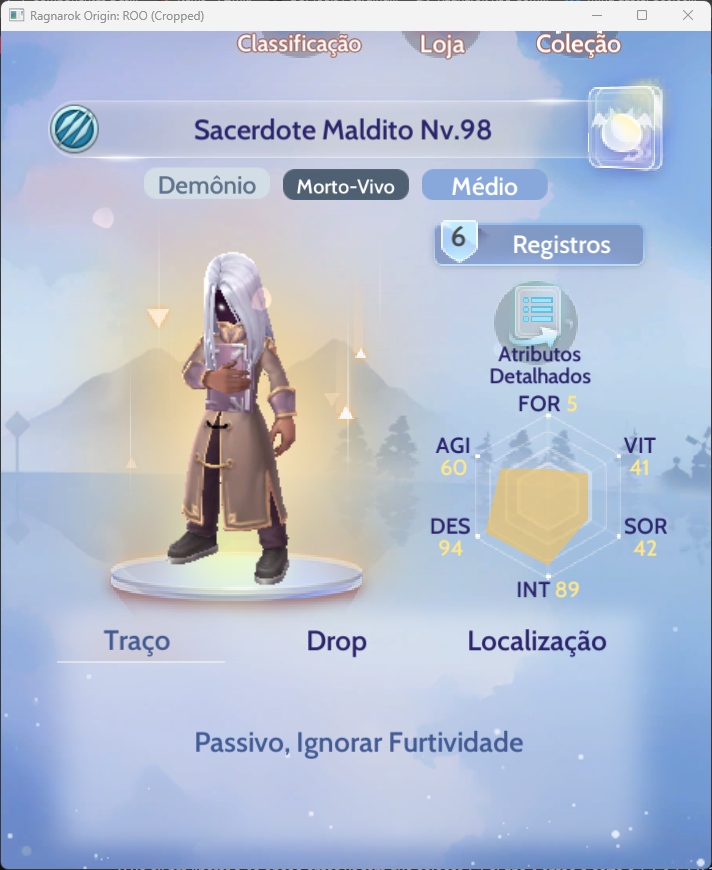 Ragnarok Origin: ROO (Cropped)
Classificação
Loja
Coleção
Sacerdote Maldito Nv.98
Demônio
Morto-Vivo
Médio
6
Registros
Atributos
Detalhados
FOR 5
AGI
60
VIT
41
DES
94
SOR
42
INT 89
Traço
Drop
Localização
Passivo, Ignorar Furtividade